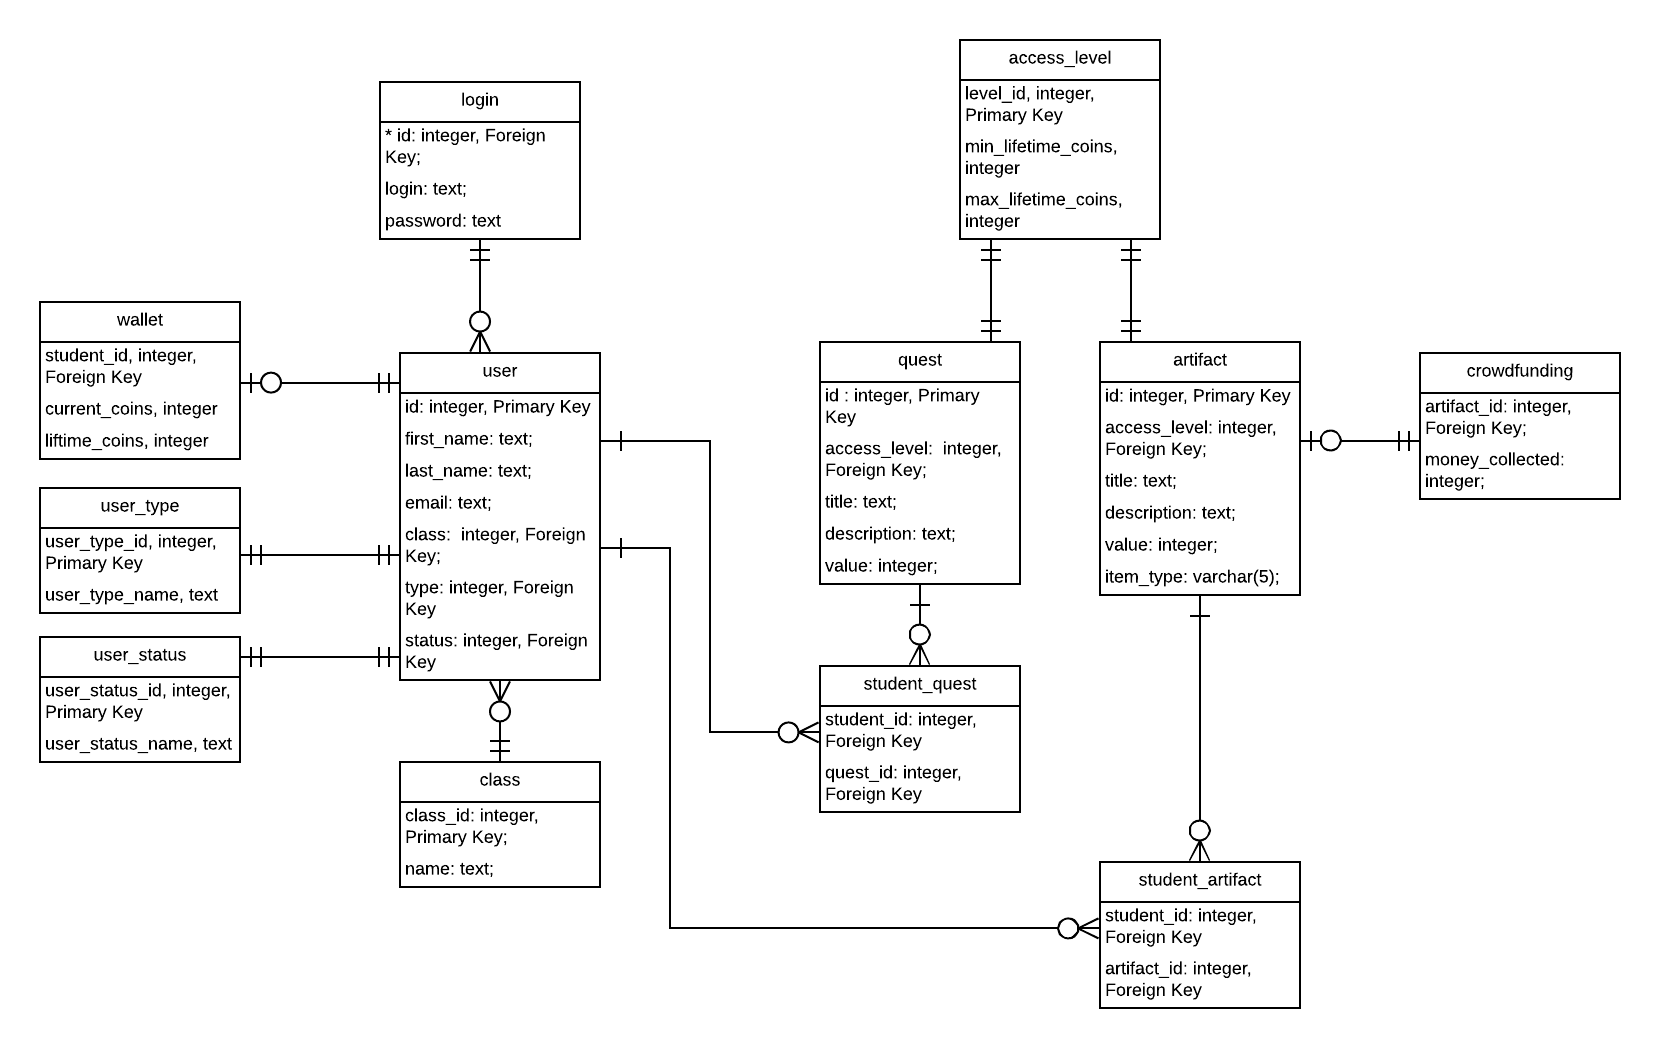 access_level
level_id, integer,
Primary Key
min_lifetime_coins,
integer
max_lifetime_coins,
integer
login
* id: integer, Foreign
Key;
login: text;
password: text
wallet
student_id, integer,
Foreign Key
current_coins, integer
liftime_coins, integer
user
id: integer, Primary Key
first_name: text;
last_name: text;
email: text;
class:  integer, Foreign
Key;
type: integer, Foreign
Key
status: integer, Foreign
Key
quest
id : integer, Primary
Key
access_level:  integer,
Foreign Key;
title: text;
description: text;
value: integer;
artifact
id: integer, Primary Key
access_level: integer,
Foreign Key;
title: text;
description: text;
value: integer;
item_type: varchar(5);
crowdfunding
artifact_id: integer,
Foreign Key;
money_collected:
integer;
user_type
user_type_id, integer,
Primary Key
user_type_name, text
user_status
user_status_id, integer,
Primary Key
user_status_name, text
student_quest
student_id: integer,
Foreign Key
quest_id: integer,
Foreign Key
class
class_id: integer,
Primary Key;
name: text;
student_artifact
student_id: integer,
Foreign Key
artifact_id: integer,
Foreign Key